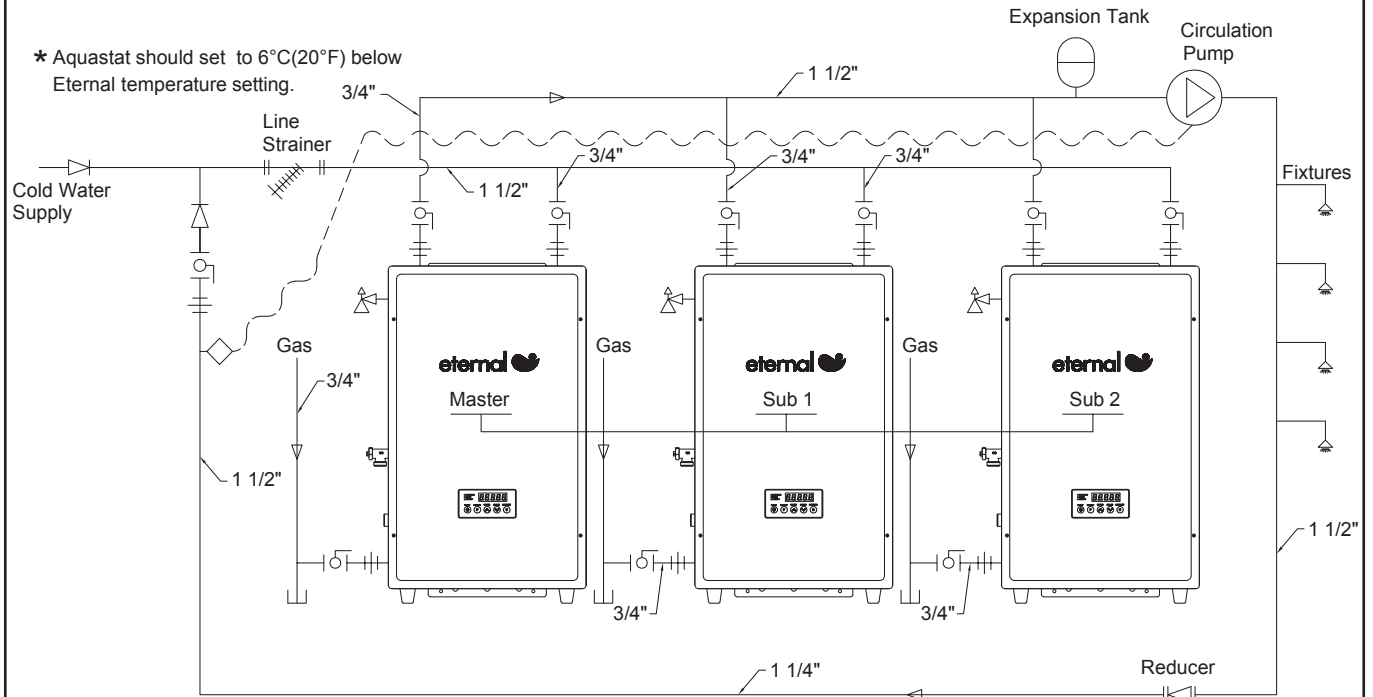 Expansion Tank
Circulation
Pump
* Aquastat should set to 6°C(20°F) below
Eternal temperature setting.
3/4"
1 1/2"
Line
Strainer
3/4"
3/4"
3/4"
Cold Water
Supply
1 1/2"
Fixtures
Gas
eternal
Gas
eternal
Gas
eternal
3/4"
Master
Sub 1
Sub 2
1 1/2"
1 1/2"
3/4"
3/4"
1 1/4"
Reducer